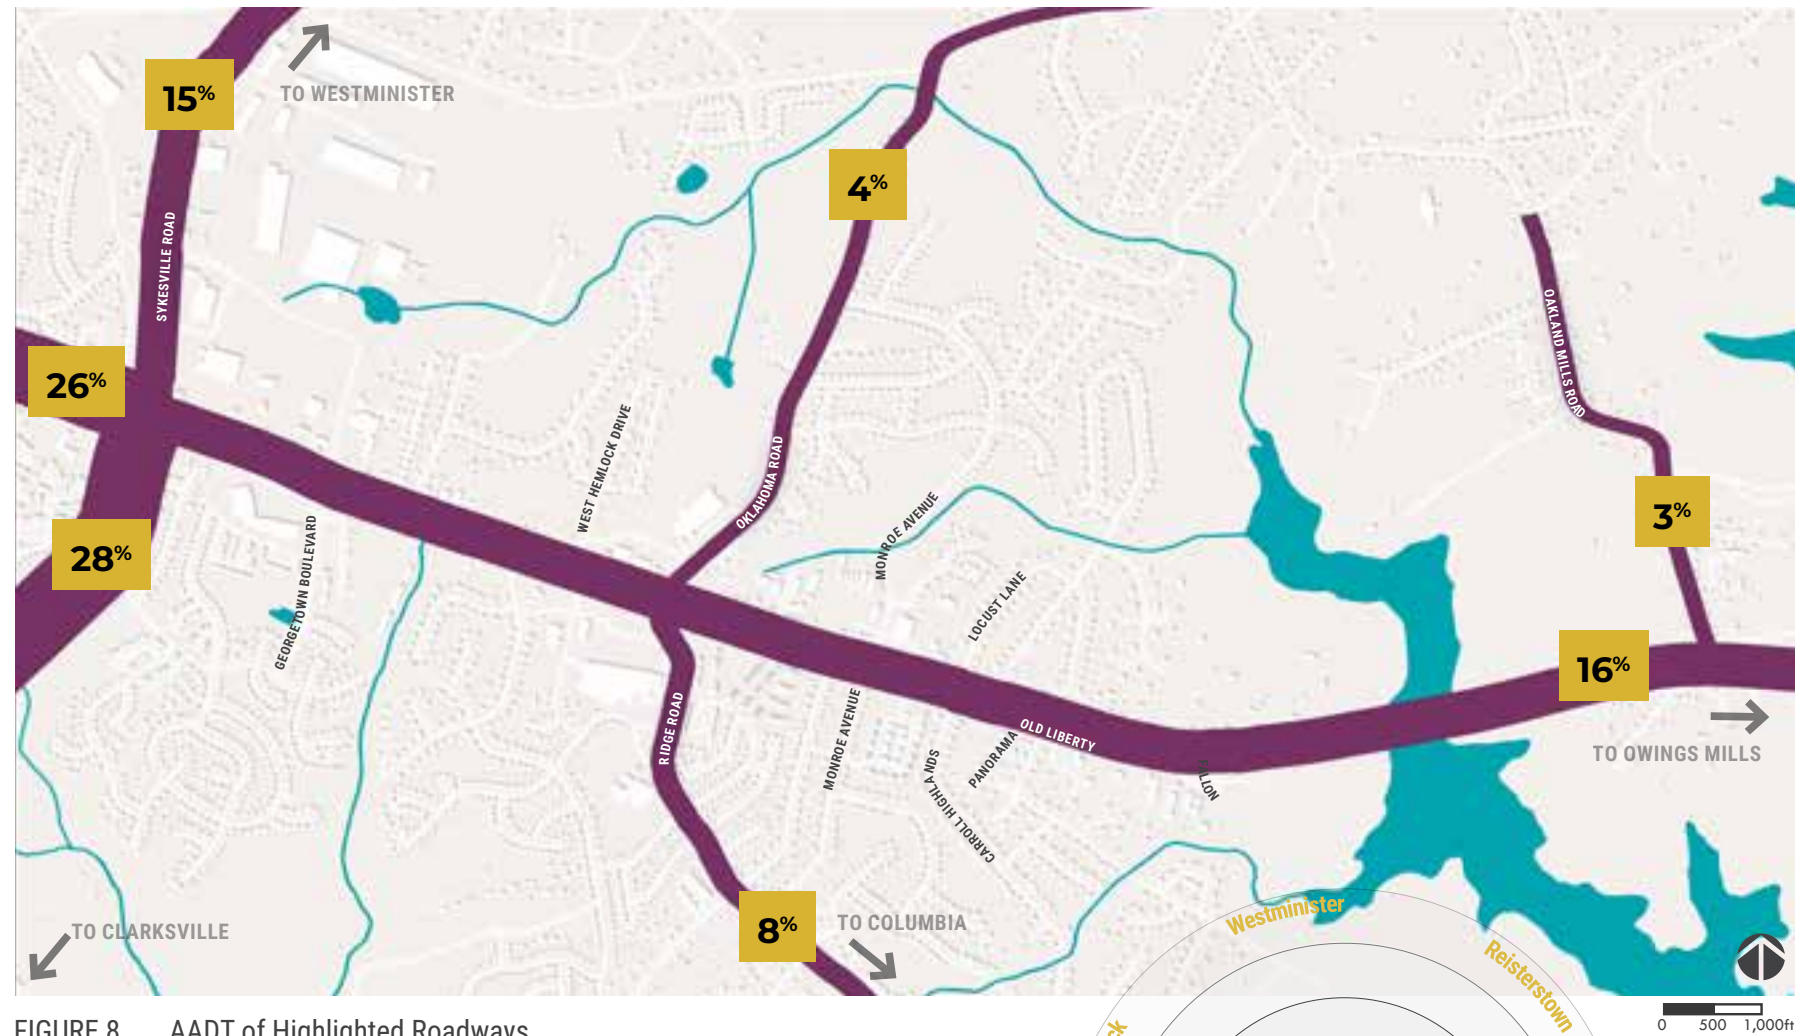 15%
TO WESTMINISTER
4%
SYKESVILLE ROAD
26%
OAKLAND MILLS ROAD
WEST HEMLOCK DRIVE
OKLAHOMA ROAD
28%
GEORGETOWN BOULEVARD
MONROE AVENUE
3%
LOCUST LANE
16%
RIDGE ROAD
MONROE AVENUE
OLD LIBERTY
PANORAMA
CARROLL HIGHLANDS
TO OWINGS MILLS
8%
TO COLUMBIA
TO CLARKSVILLE
Westminister
Reisterstown
0 500 1,000ft
FIGURE 8 AADT of Highlighted Roadways